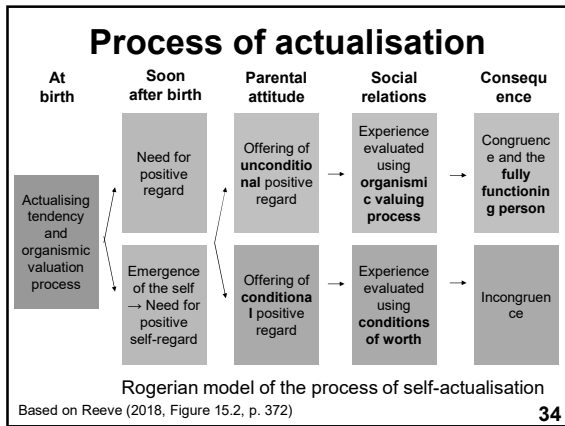 Process of actualisation
At
birth
Soon
after birth
Parental
attitude
Social
relations
Consequ
ence
Actualising
tendency
and
organismic
valuation
process
Need for
positive
regard
Emergence
of the self
→ Need for
positive
self-regard
Offering of
unconditio
nal positive
regard
Offering of
conditiona
l positive
regard
Experience
evaluated
using
organismi
c valuing
process
Experience
evaluated
using
conditions
of worth
Congruenc
e and the
fully
functionin
g person
Incongruen
ce
Rogerian model of the process of self-actualisation
Based on Reeve (2018, Figure 15.2, p. 372)
34